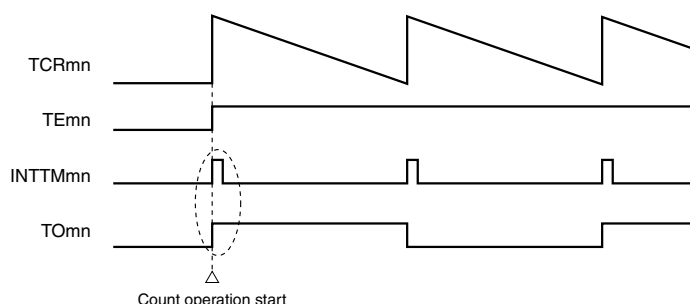 TCRmn
TEmn
INTTMmn
TOmn
Count operation start